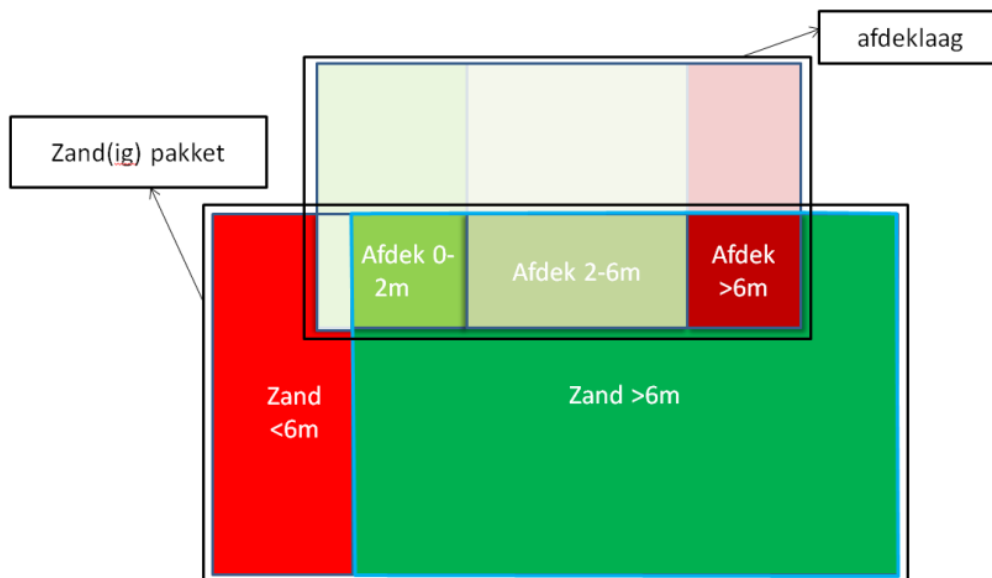 afdeklaag
Zand(ig) pakket
Afdek 0-
2m
Afdek 2-6m
Afdek
>6m
Zand
<6m
Zand >6m